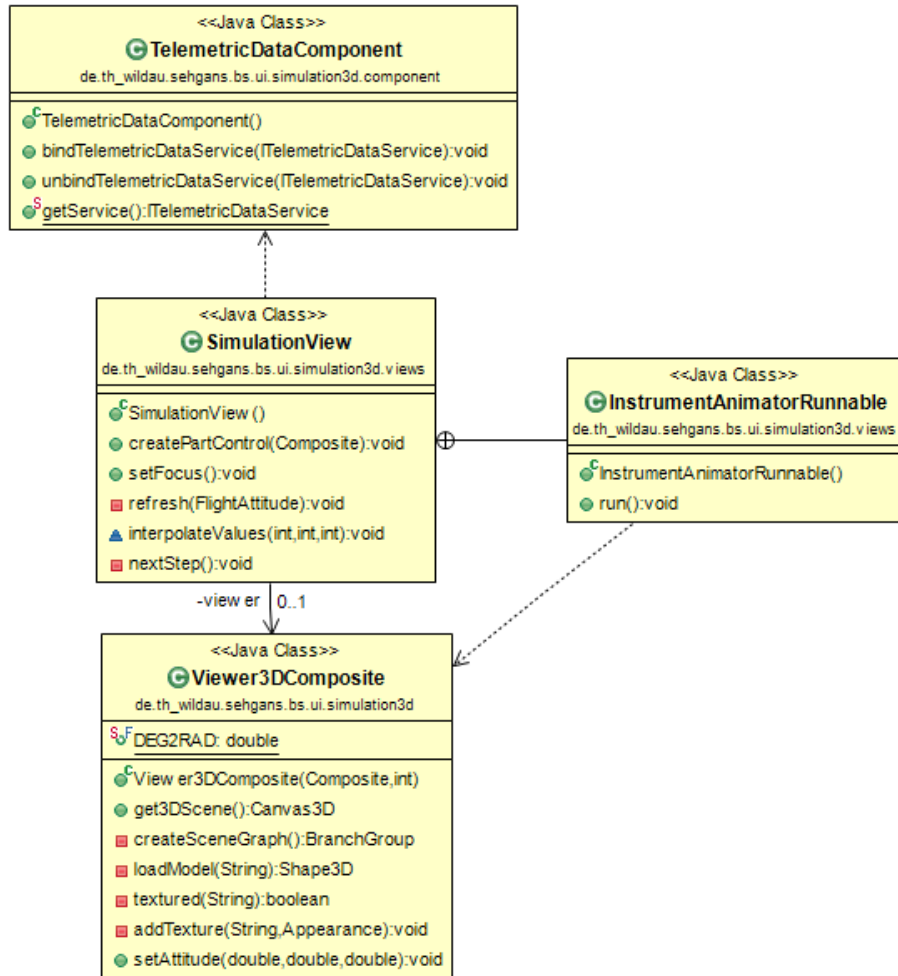 <<Java Class>>
TelemetricDataComponent
de.th_wildau.sehgans.bs.ui.simulation3d.component
TelemetricDataComponent()
bindTelemetricDataService(ITelemetricDataService):void
unbindTelemetricDataService(ITelemetricDataService):void
getService():ITelemetricDataService
<<Java Class>>
SimulationView
de.th_wildau.sehgans.bs.ui.simulation3d.views
SimulationView()
createPartControl(Composite):void
setFocus():void
refresh(FlightAttitude):void
interpolateValues(int,int,int):void
nextStep():void
<<Java Class>>
InstrumentAnimatorRunnable
de.th_wildau.sehgans.bs.ui.simulation3d.views
InstrumentAnimatorRunnable()
run():void
-viewer 0..1
<<Java Class>>
Viewer3DComposite
de.th_wildau.sehgans.bs.ui.simulation3d
DEG2RAD: double
Viewer3DComposite(Composite,int)
get3DScene():Canvas3D
createSceneGraph():BranchGroup
loadModel(String):Shape3D
textured(String):boolean
addTexture(String,Appearance):void
setAttitude(double,double,double):void